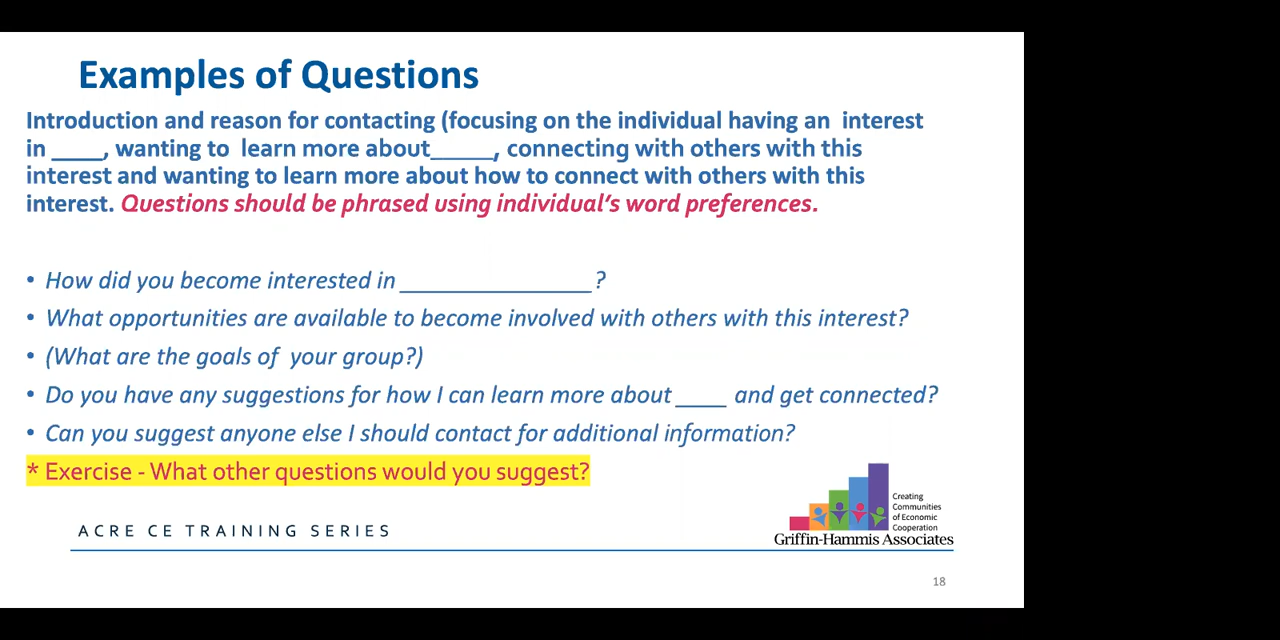 Examples of Questions
Introduction and reason for contacting (focusing on the individual having an interest
in ____, wanting to learn more about_____, connecting with others with this
interest and wanting to learn more about how to connect with others with this
interest. Questions should be phrased using individual's word preferences.
• How did you become interested in _______________?
• What opportunities are available to become involved with others with this interest?
• (What are the goals of your group?)
• Do you have any suggestions for how I can learn more about ____ and get connected?
• Can you suggest anyone else I should contact for additional information?
* Exercise - What other questions would you suggest?
ACRE CE TRAINING SERIES
Creating
Communities
of Economic
Cooperation
Griffin-Hammis Associates
18